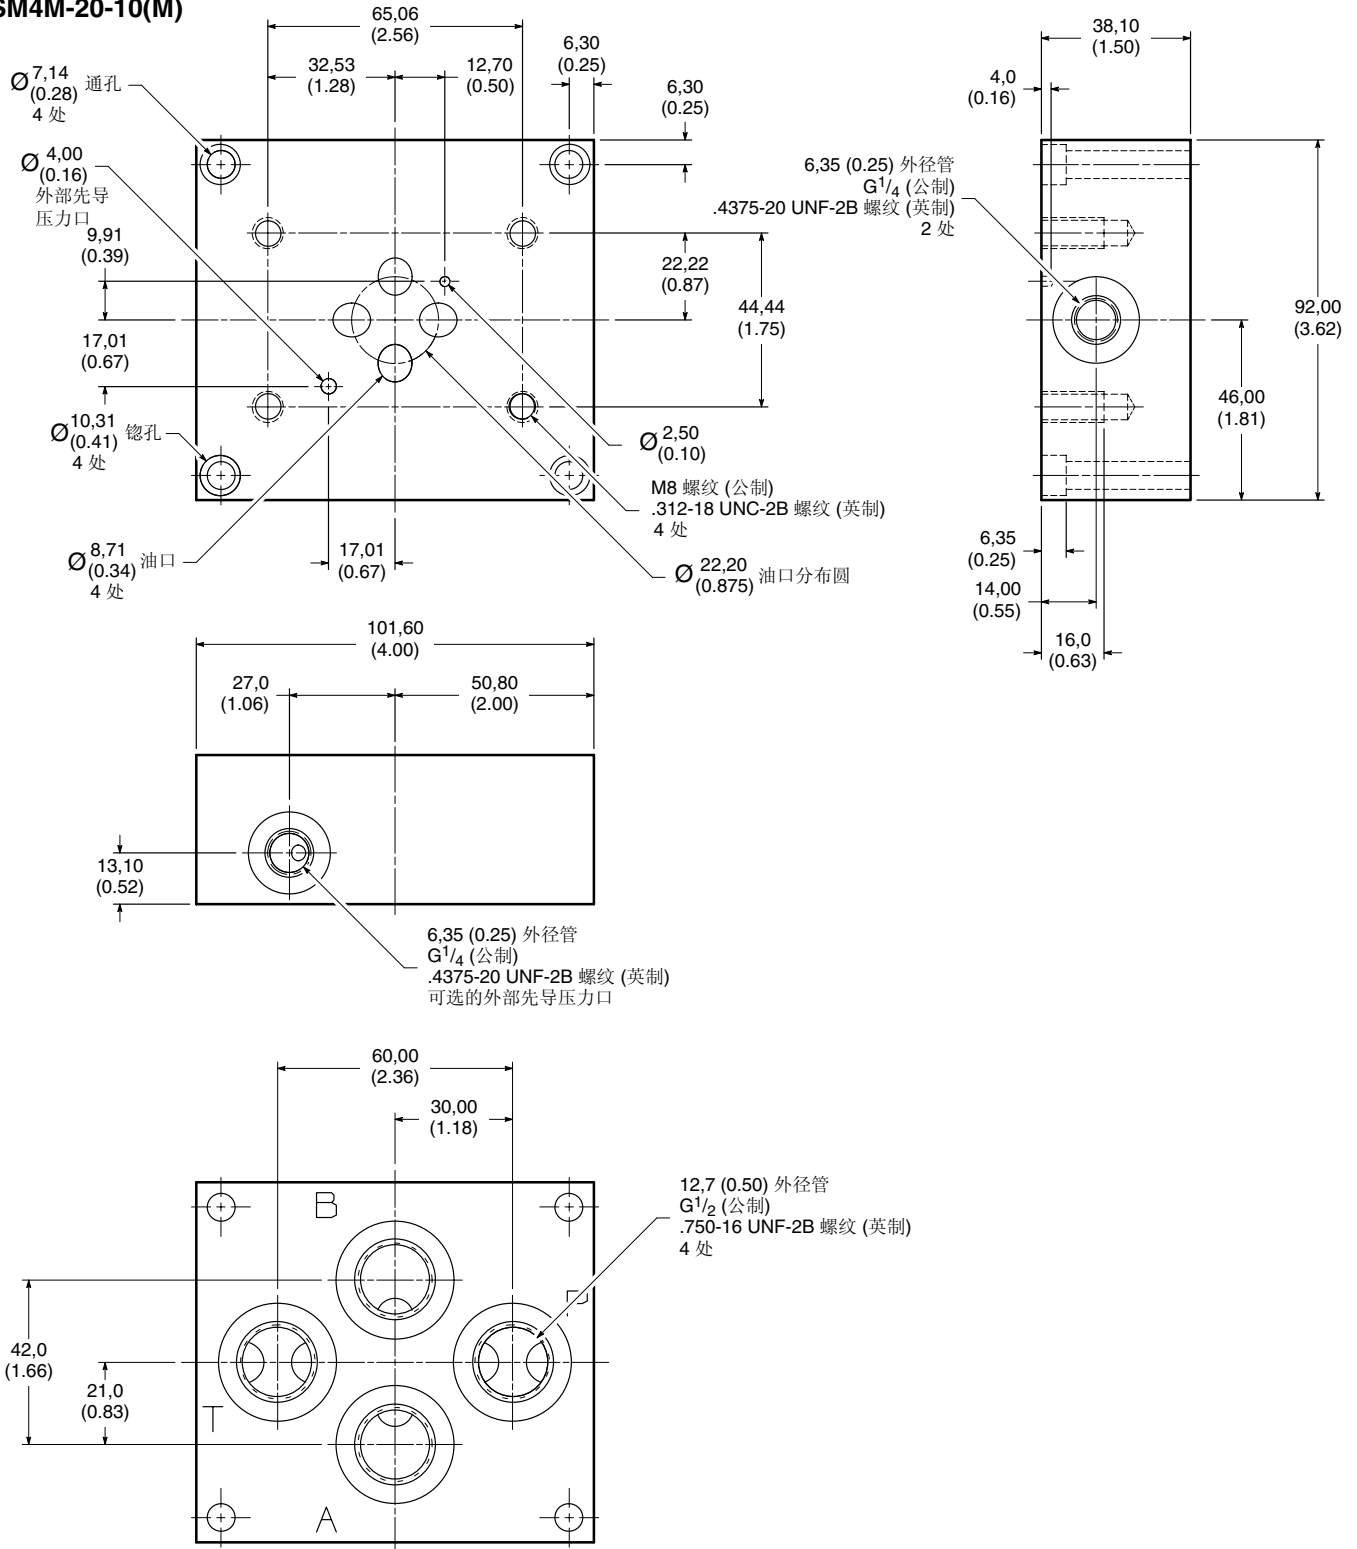 SM4M-20-10(M)
65,06
(2.56)
32,53
(1.28)
12,70
(0.50)
6,30
(0.25)
6,30
(0.25)
Ø 7,14 通孔
(0.28)
4 处
Ø 4,00
(0.16)
外部先导
压力口
9,91
(0.39)
17,01
(0.67)
Ø 10,31 锪孔
(0.41)
4 处
Ø 8,71 油口
(0.34)
4 处
17,01
(0.67)
22,22
(0.87)
44,44
(1.75)
Ø 2,50
(0.10)
M8 螺纹 (公制)
.312-18 UNC-2B 螺纹 (英制)
4 处
Ø 22,20 油口分布圆
(0.875)
38,10
(1.50)
4,0
(0.16)
6,35 (0.25) 外径管
G1/4 (公制)
.4375-20 UNF-2B 螺纹 (英制)
2 处
92,00
(3.62)
46,00
(1.81)
6,35
(0.25)
14,00
(0.55)
16,0
(0.63)
101,60
(4.00)
27,0
(1.06)
50,80
(2.00)
13,10
(0.52)
6,35 (0.25) 外径管
G1/4 (公制)
.4375-20 UNF-2B 螺纹 (英制)
可选的外部先导压力口
60,00
(2.36)
30,00
(1.18)
12,7 (0.50) 外径管
G1/2 (公制)
.750-16 UNF-2B 螺纹 (英制)
4 处
B
P
42,0
(1.66)
21,0
(0.83)
T
A